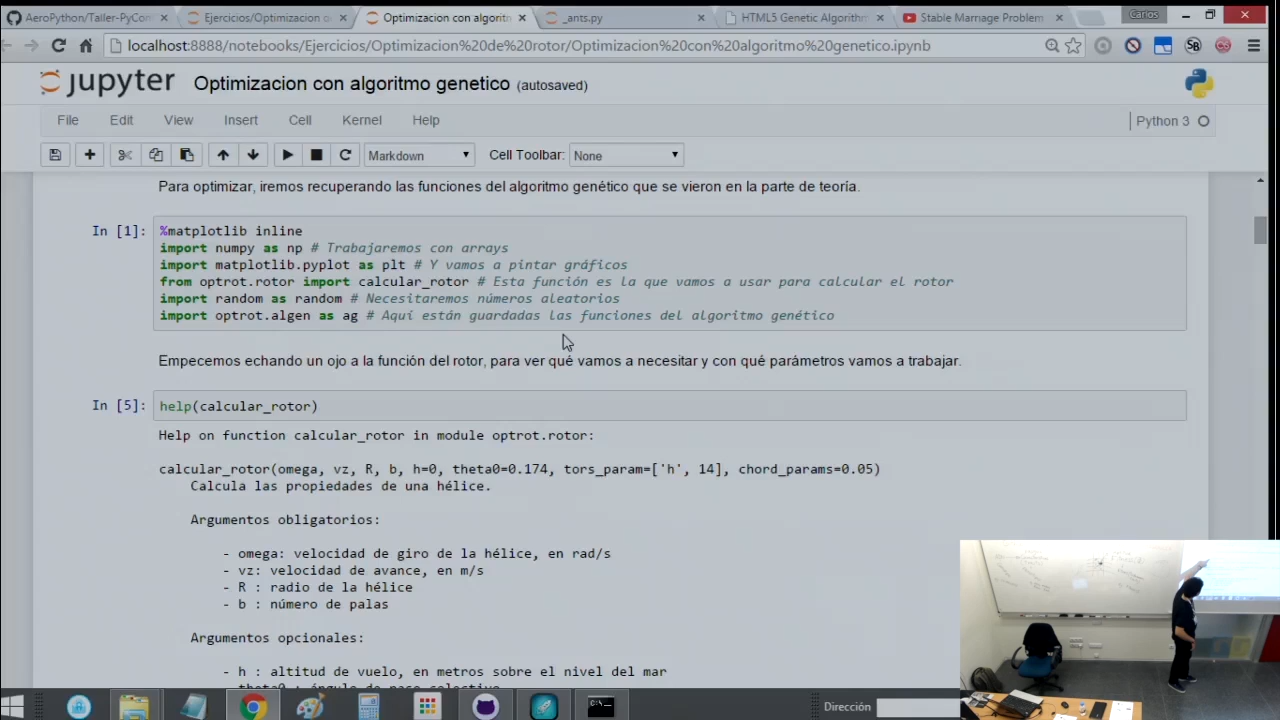 AeroPython/Taller-PyCon
Ejercicios/Optimizacion o
Optimizacion con algorit
_ants.py
HTML5 Genetic Algorithm
Stable Marriage Problem
Carlos
localhost:8888/notebooks/Ejercicios/Optimizacion%20de%20rotor/Optimizacion%20con%20algoritmo%20genetico.ipynb
jupyter Optimizacion con algoritmo genetico (autosaved)
File Edit View Insert Cell Kernel Help
Python 3
Markdown Cell Toolbar: None
Para optimizar, iremos recuperando las funciones del algoritmo genético que se vieron en la parte de teoría.
In [1]: %matplotlib inline
import numpy as np # Trabajaremos con arrays
import matplotlib.pyplot as plt # Y vamos a pintar gráficos
from optrot.rotor import calcular_rotor # Esta función es la que vamos a usar para calcular el rotor
import random as random # Necesitaremos números aleatorios
import optrot.algen as ag # Aquí están guardadas las funciones del algoritmo genético
Empecemos echando un ojo a la función del rotor, para ver qué vamos a necesitar y con qué parámetros vamos a trabajar.
In [5]: help(calcular_rotor)
Help on function calcular_rotor in module optrot.rotor:
calcular_rotor(omega, vz, R, b, h=0, theta0=0.174, tors_param=['h', 14], chord_params=0.05)
Calcula las propiedades de una hélice.
Argumentos obligatorios:
- omega: velocidad de giro de la hélice, en rad/s
- vz: velocidad de avance, en m/s
- R : radio de la hélice
- b : número de palas
Argumentos opcionales:
- h : altitud de vuelo, en metros sobre el nivel del mar
- theta0 : ángulo de paso colectivo
Dirección